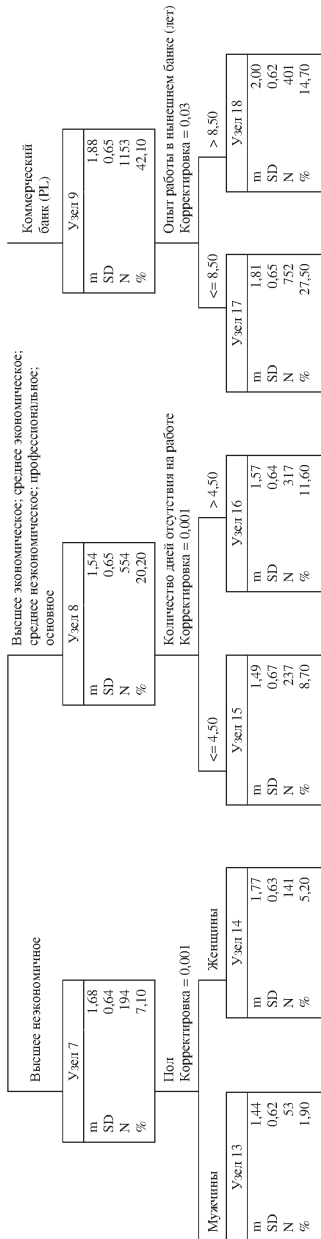 Высшее неэкономичное
Высшее экономическое; среднее экономическое;
среднее неэкономическое; профессиональное;
основное
Коммерческий
банк (PL)
Узел 7
m 1,68
SD 0,64
N 194
% 7,10
Узел 8
m 1,54
SD 0,65
N 554
% 20,20
Узел 9
m 1,88
SD 0,65
N 1153
% 42,10
Пол
Корректировка = 0,001
Количество дней отсутствия на работе
Корректировка = 0,001
Опыт работы в нынешнем банке (лет)
Корректировка = 0,03
Мужчины
Женщины
<= 4,50
> 4,50
<= 8,50
> 8,50
Узел 13
m 1,44
SD 0,62
N 53
% 1,90
Узел 14
m 1,77
SD 0,63
N 141
% 5,20
Узел 15
m 1,49
SD 0,67
N 237
% 8,70
Узел 16
m 1,57
SD 0,64
N 317
% 11,60
Узел 17
m 1,81
SD 0,65
N 752
% 27,50
Узел 18
m 2,00
SD 0,62
N 401
% 14,70